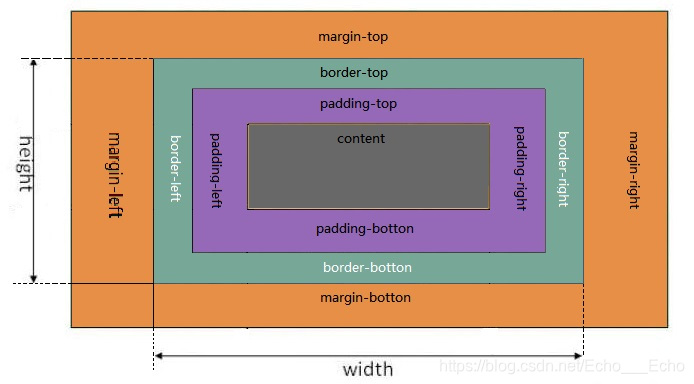 margin-top
border-top
padding-top
content
height
margin-left
border-left
padding-left
padding-right
border-right
margin-right
padding-botton
border-botton
margin-botton
width
https://blog.csdn.net/Echo___Echo